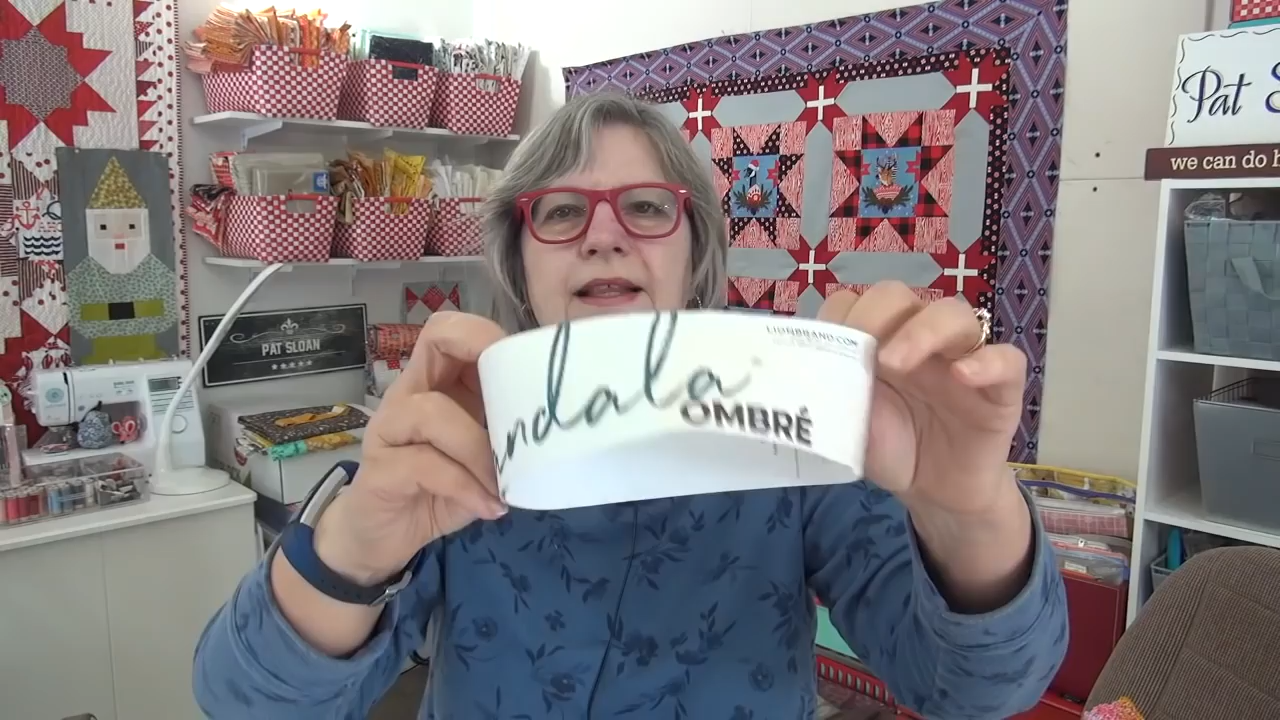 Pat S
we can do h
PAT SLOAN
LIONBRAND.COM
ndala
OMBRÉ